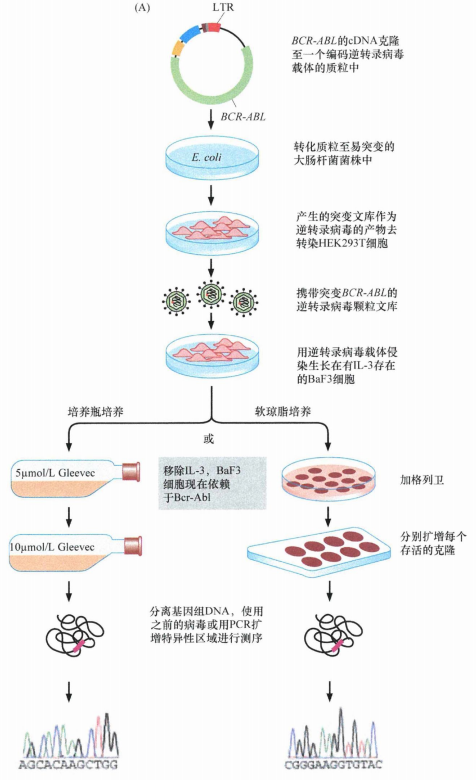 (A)
LTR
BCR-ABL的cDNA克隆
至一个编码逆转录病毒
载体的质粒中
BCR-ABL
E. coli
转化质粒至易突变的
大肠杆菌菌株中
产生的突变文库作为
逆转录病毒的产物去
转染HEK293T细胞
携带突变BCR-ABL的
逆转录病毒颗粒文库
用逆转录病毒载体侵
染生长在有IL-3存在
的BaF3细胞
培养瓶培养
软琼脂培养
或
5μmol/L Gleevec
移除IL-3，BaF3
细胞现在依赖
于Bcr-Abl
加格列卫
10μmol/L Gleevec
分别扩增每个
存活的克隆
分离基因组DNA，使用
之前的病毒或用PCR扩
增特异性区域进行测序
AGCACAAGCTGG
CGGGAAGGTGTAC